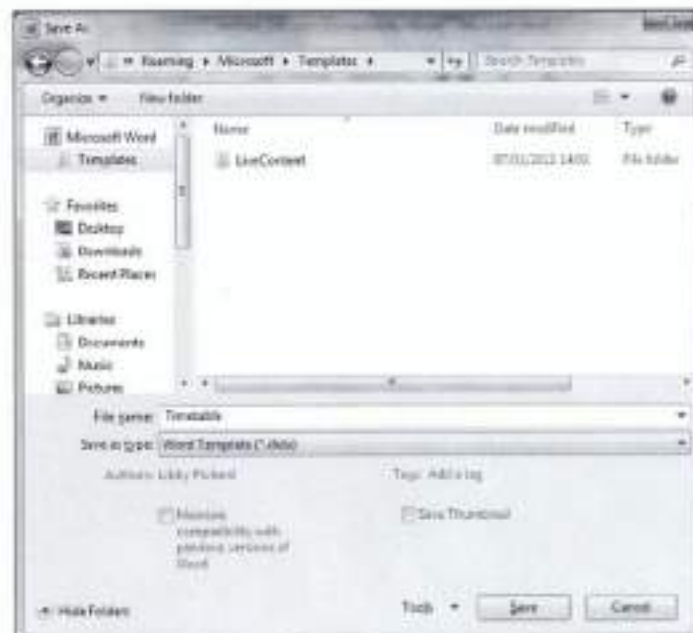 Save As
Roaming ▸ Microsoft ▸ Templates ▸ Search Templates
Organize ▾ New folder
Name Date modified Type
Microsoft Word
Templates
LiveContent 14:02 File folder
Favorites
Desktop
Downloads
Recent Places
Libraries
Documents
Music
Pictures
File name: Timetable
Save as type: Word Template (*.dotx)
Authors: Libby Tags: Add a tag
Maintain
compatibility with
previous versions of
Word
Save Thumbnail
Hide Folders Tools ▾ Save Cancel